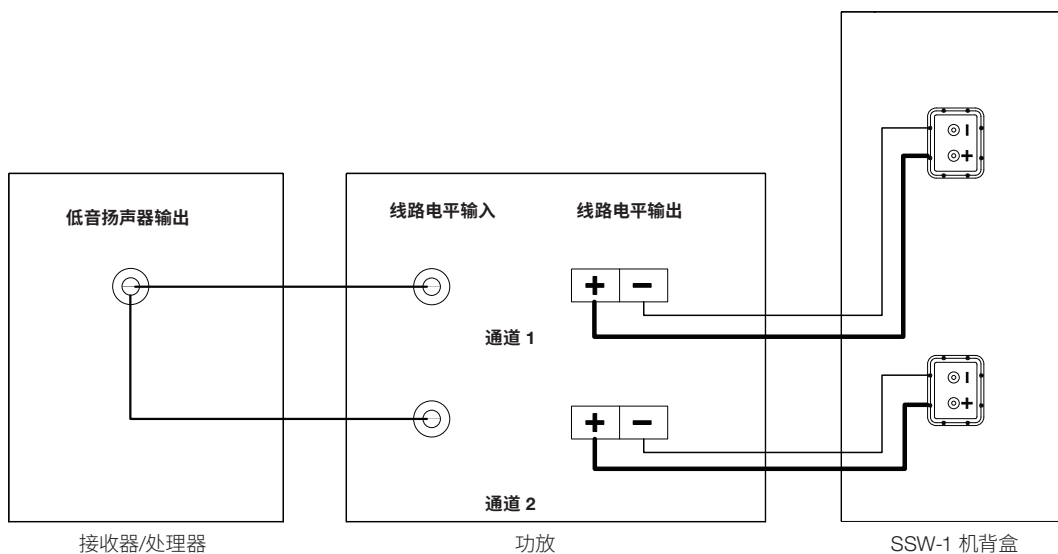 低音扬声器输出
线路电平输入
线路电平输出
+ −
通道 1
+ −
通道 2
−
+
−
+
接收器/处理器
功放
SSW-1 机背盒